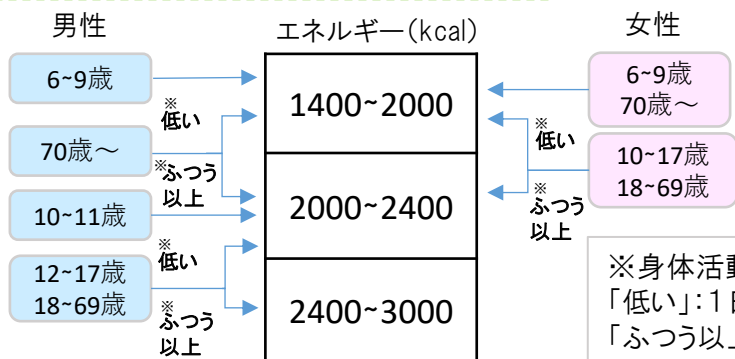 男性
エネルギー(kcal)
女性
6~9歳
※
低い
70歳～
※ふつう
以上
10~11歳
※
低い
12~17歳
18~69歳
※
ふつう
以上
1400~2000
2000~2400
2400~3000
6~9歳
70歳～
※
低い
10~17歳
18~69歳
※
ふつう
以上
※身体活動
「低い」:1日
「ふつう以上